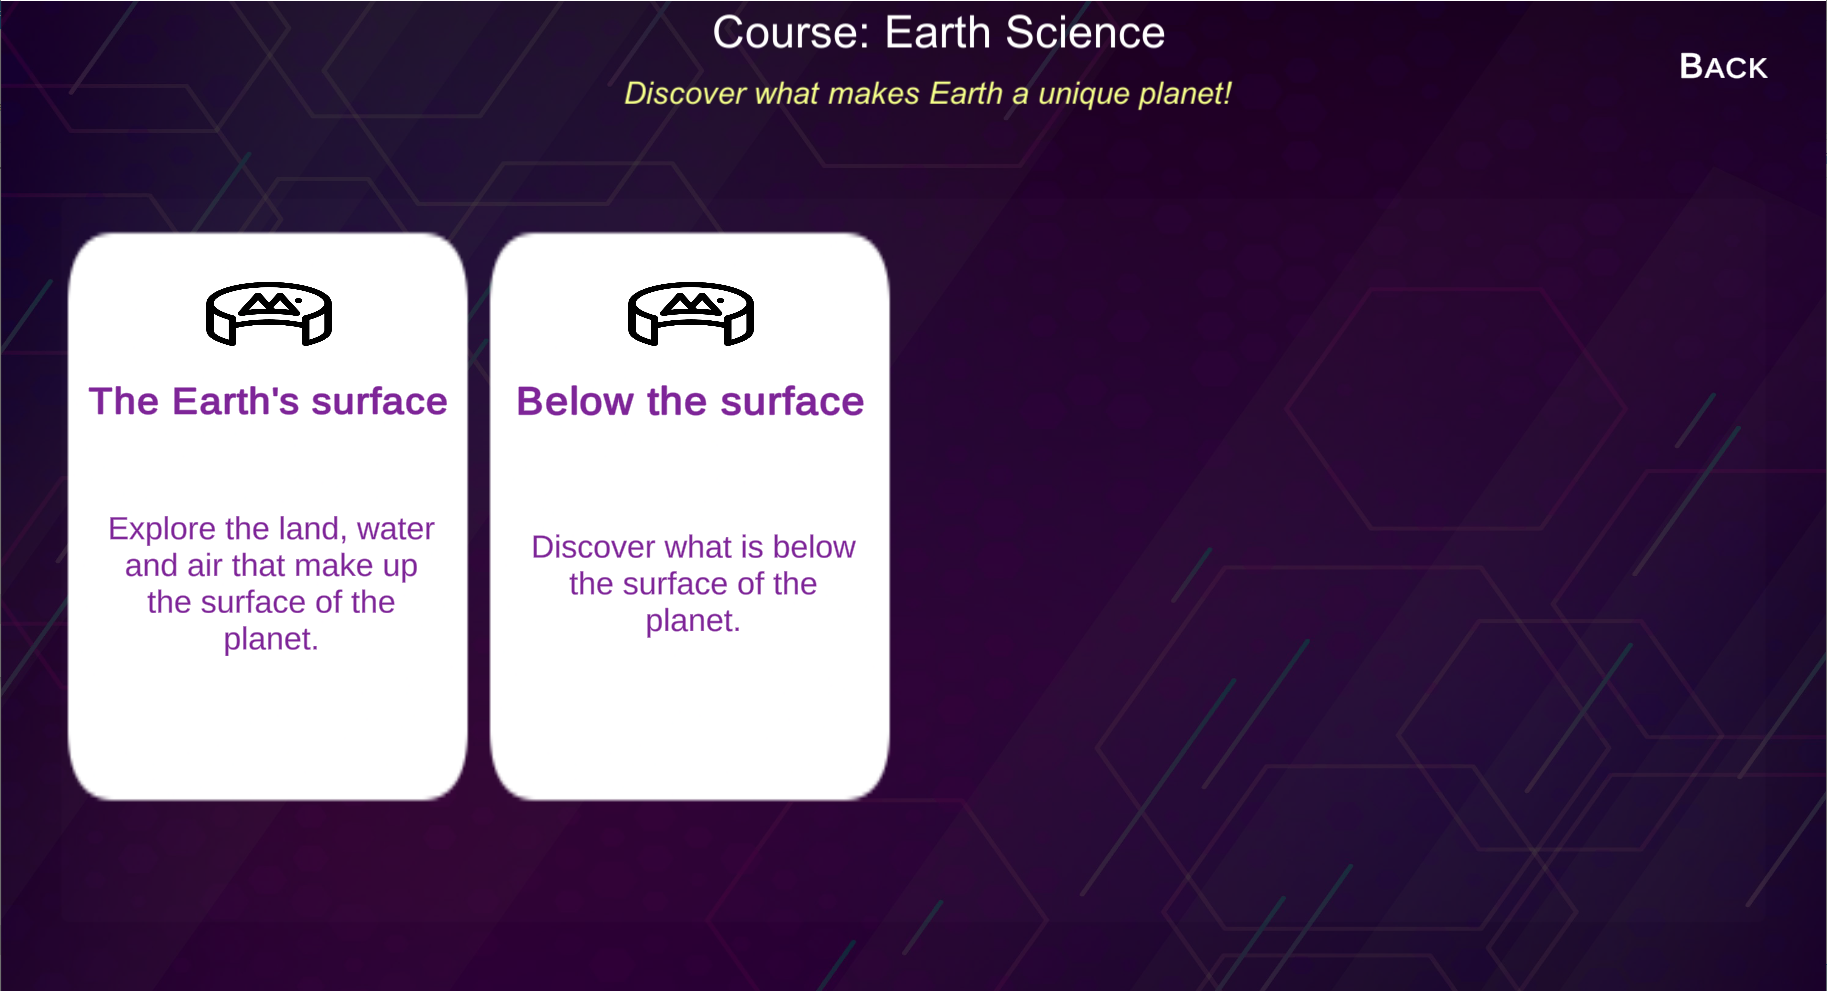 Course: Earth Science
Discover what makes Earth a unique planet!
BACK
The Earth's surface
Explore the land, water
and air that make up
the surface of the
planet.
Below the surface
Discover what is below
the surface of the
planet.